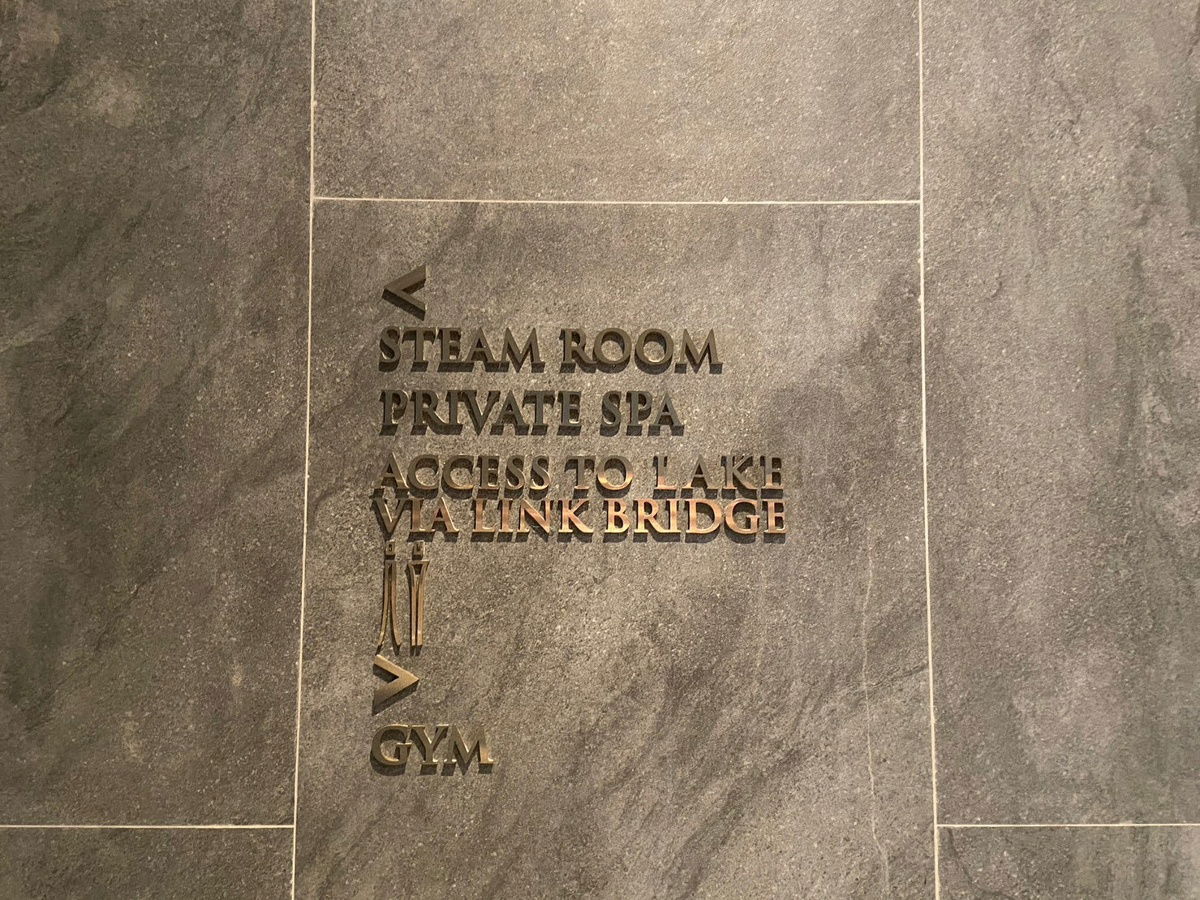 <
STEAM ROOM
PRIVATE SPA
ACCESS TO LAKE
VIA LINK BRIDGE
>
GYM